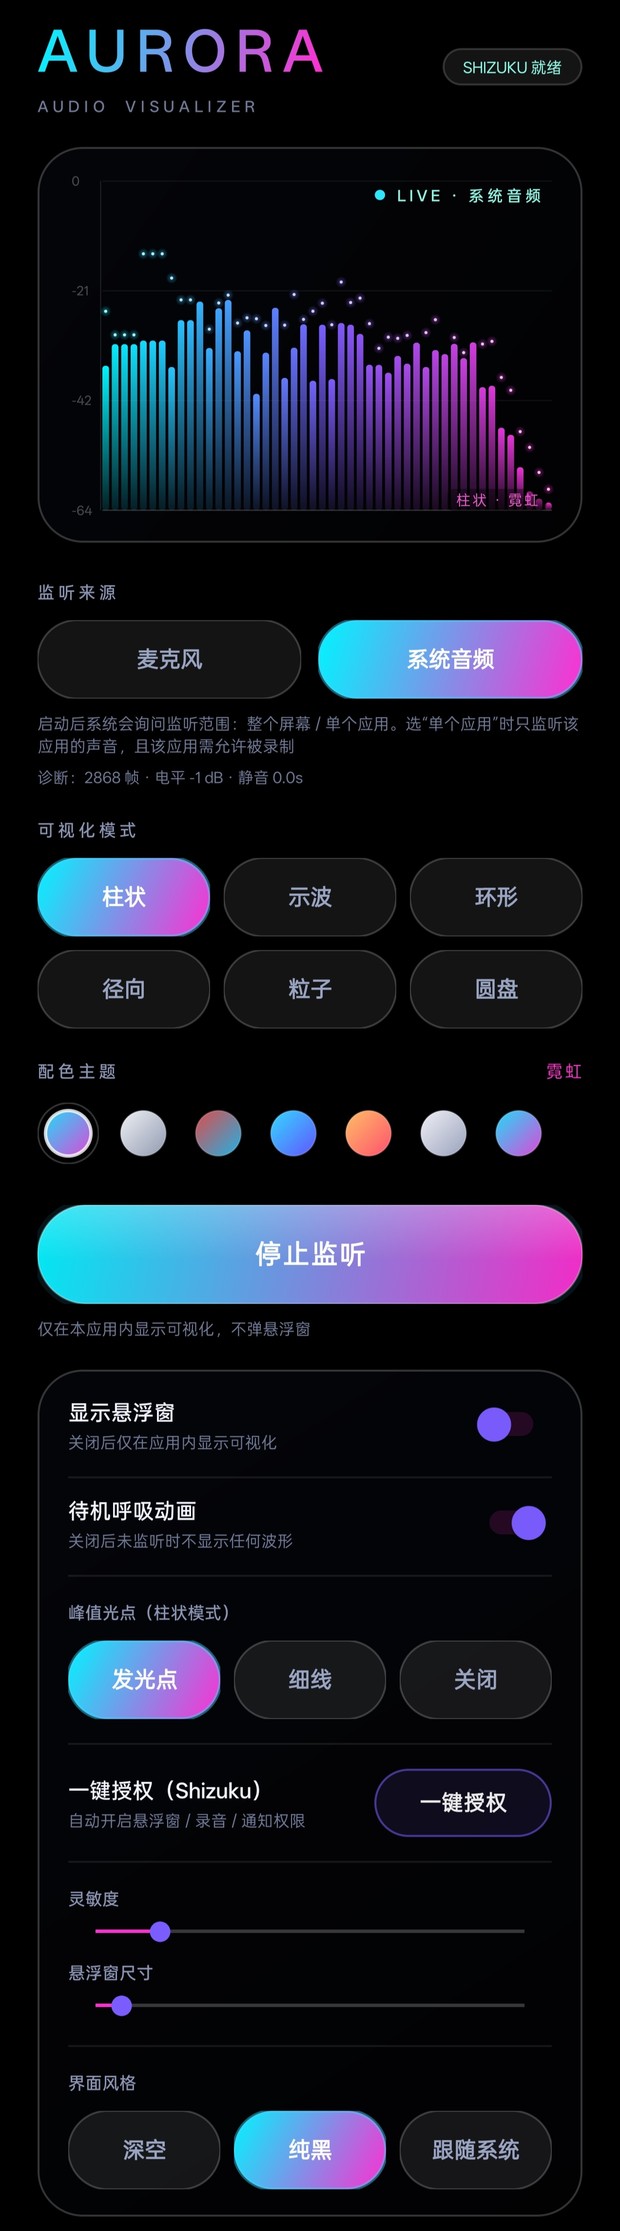 AURORA
SHIZUKU 就绪
AUDIO VISUALIZER
0
LIVE · 系统音频
-21
-42
柱状 · 霓虹
-64
监听来源
麦克风
系统音频
启动后系统会询问监听范围：整个屏幕 / 单个应用。选“单个应用”时只监听该
应用的声音，且该应用需允许被录制
诊断：2868 帧 · 电平 -1 dB · 静音 0.0s
可视化模式
柱状
示波
环形
径向
粒子
圆盘
配色主题
霓虹
停止监听
仅在本应用内显示可视化，不弹悬浮窗
显示悬浮窗
关闭后仅在应用内显示可视化
待机呼吸动画
关闭后未监听时不显示任何波形
峰值光点（柱状模式）
发光点
细线
关闭
一键授权（Shizuku）
自动开启悬浮窗 / 录音 / 通知权限
一键授权
灵敏度
悬浮窗尺寸
界面风格
深空
纯黑
跟随系统